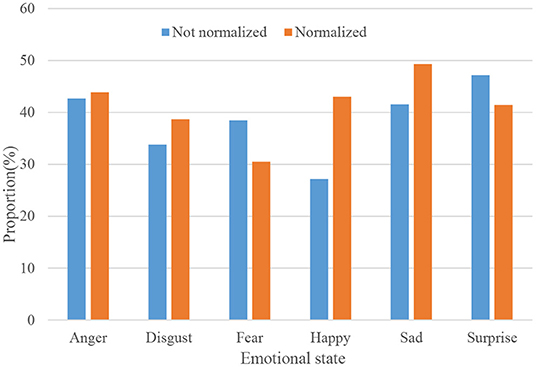 60
Not normalized Normalized
50
40
30
20
10
0
Proportion(%)
Anger Disgust Fear Happy Sad Surprise
Emotional state